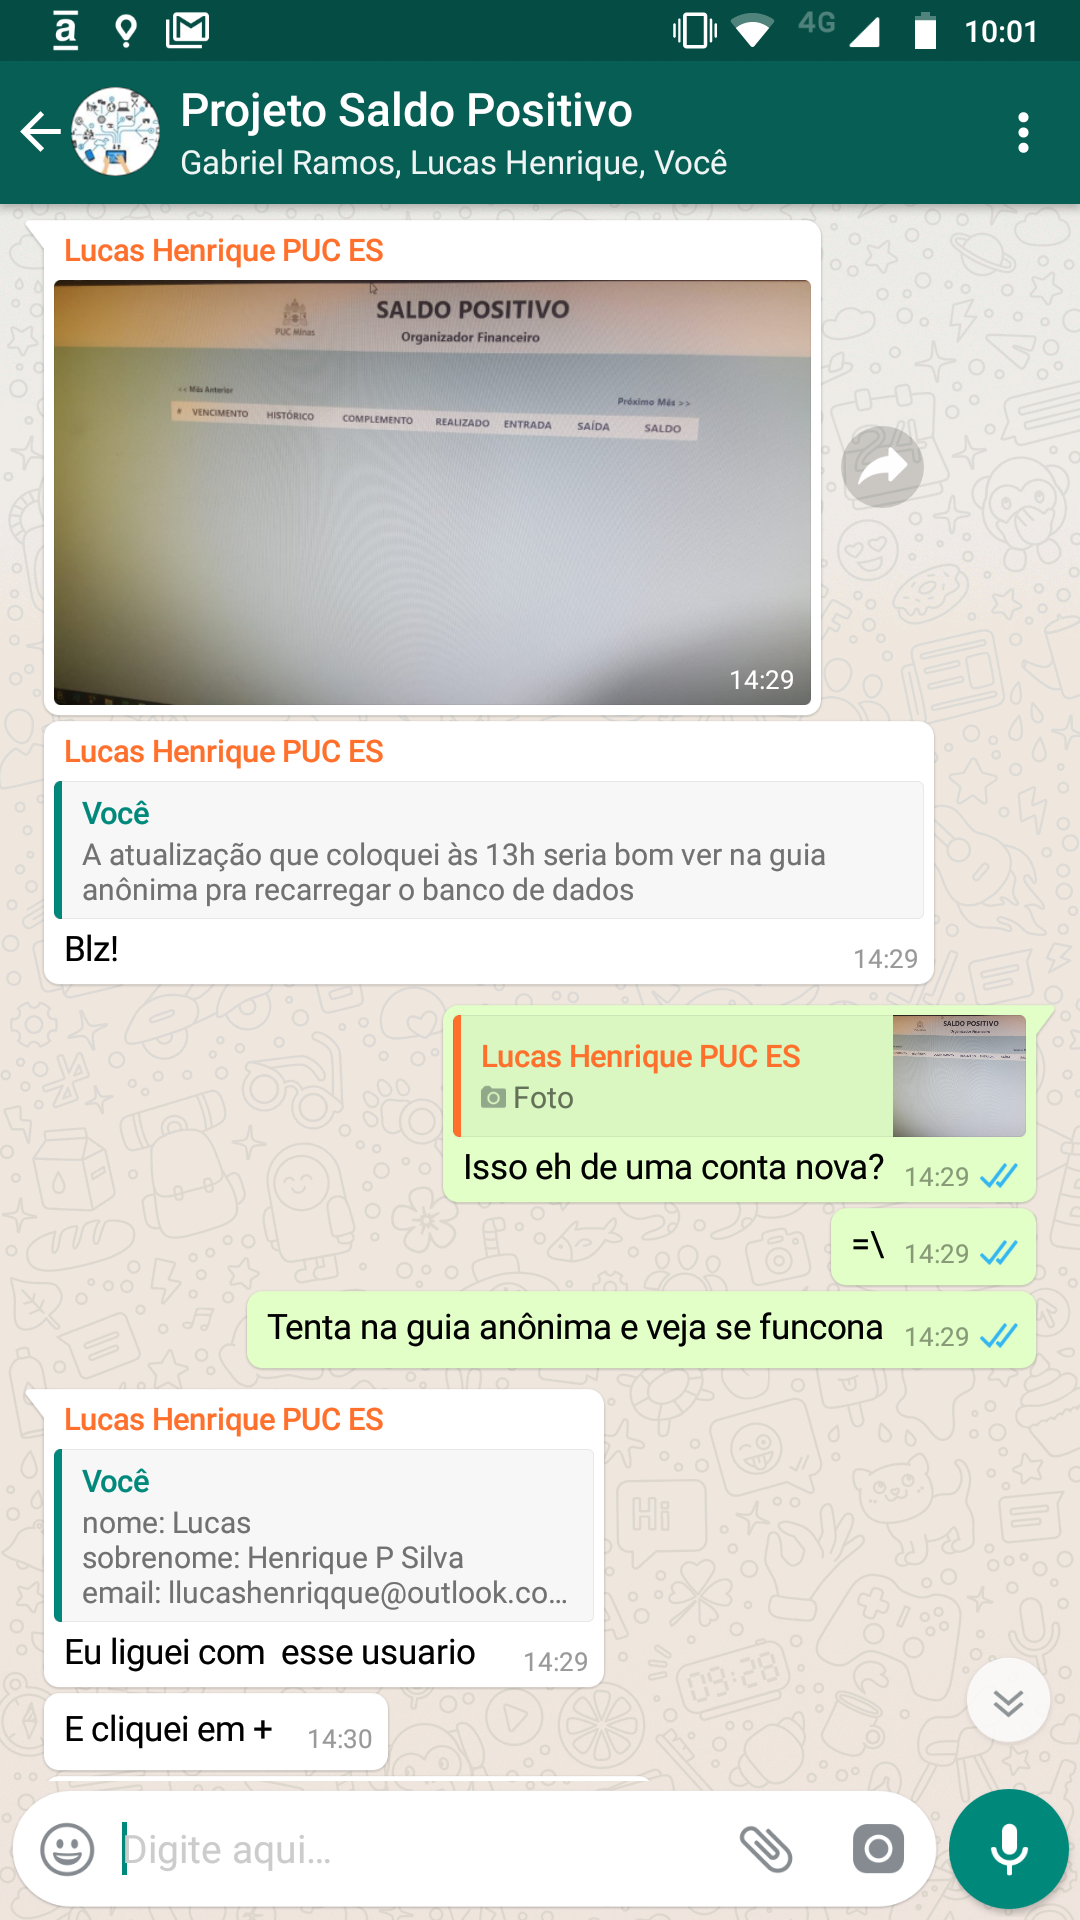 a
4G
10:01
Projeto Saldo Positivo
Gabriel Ramos, Lucas Henrique, Você
Lucas Henrique PUC ES
PUC Minas
SALDO POSITIVO
Organizador Financeiro
<< Mês Anterior
Próximo Mês >>
# VENCIMENTO HISTÓRICO COMPLEMENTO REALIZADO ENTRADA SAÍDA SALDO
14:29
Lucas Henrique PUC ES
Você
A atualização que coloquei às 13h seria bom ver na guia
anônima pra recarregar o banco de dados
Blz!
14:29
Lucas Henrique PUC ES
Foto
SALDO POSITIVO
Organizador Financeiro
Isso eh de uma conta nova? 14:29
=\ 14:29
Tenta na guia anônima e veja se funcona 14:29
Lucas Henrique PUC ES
Você
nome: Lucas
sobrenome: Henrique P Silva
email: llucashenriqque@outlook.co...
Eu liguei com  esse usuario 14:29
E cliquei em + 14:30
Digite aqui...